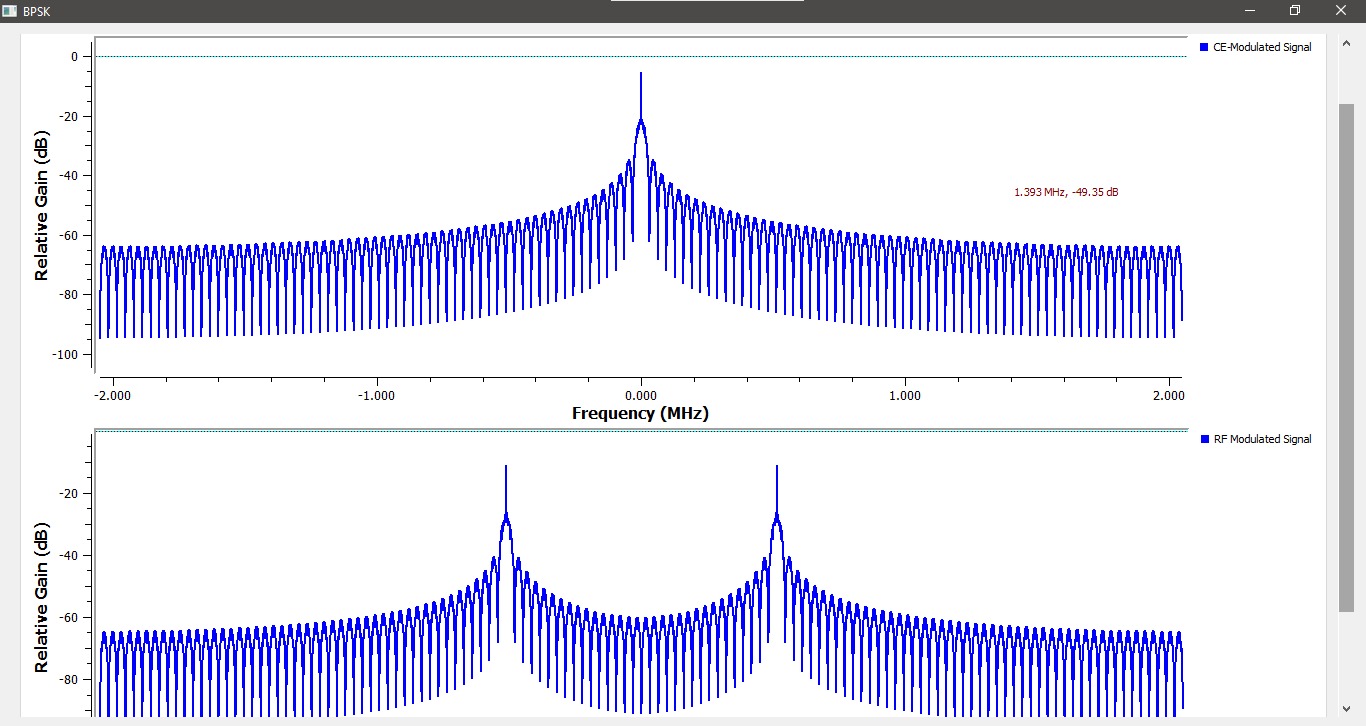 BPSK
CE-Modulated Signal
0
-20
-40
-60
-80
-100
Relative Gain (dB)
1.393 MHz, -49.35 dB
-2.000
-1.000
0.000
1.000
2.000
Frequency (MHz)
RF Modulated Signal
-20
-40
-60
-80
Relative Gain (dB)